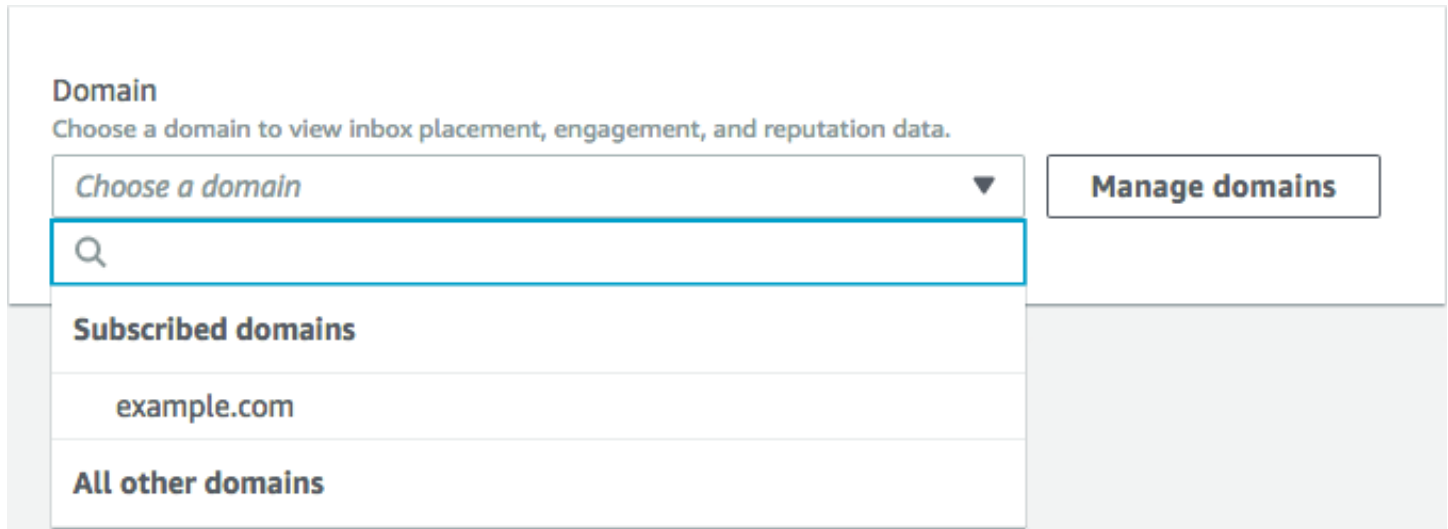 Domain
Choose a domain to view inbox placement, engagement, and reputation data.
Choose a domain
Manage domains
Subscribed domains
example.com
All other domains